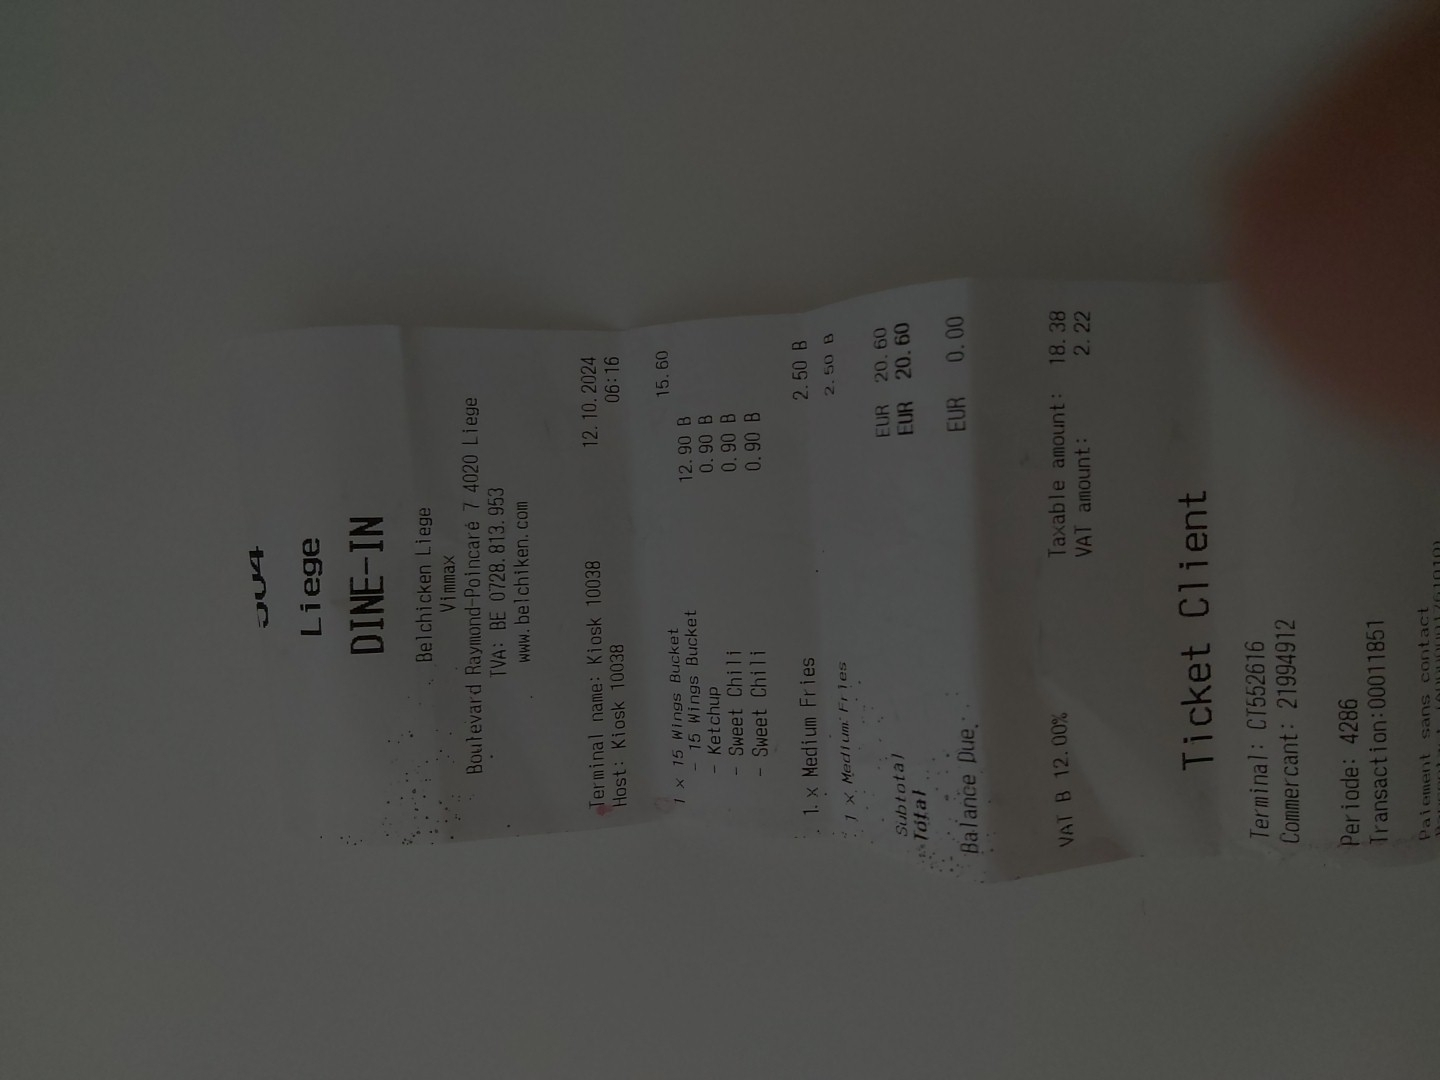 Liege
DINE-IN
Belchicken Liege
Vimmax
Boulevard Raymond-Poincaré 7 4020 Liege
TVA: BE 0728.813.953
www.belchiken.com
Terminal name: Kiosk 10038 12.10.2024
Host: Kiosk 10038 06:16
1 x 15 Wings Bucket 15.60
- 15 Wings Bucket 12.90 B
- Ketchup 0.90 B
- Sweet Chili 0.90 B
- Sweet Chili 0.90 B
1 x Medium Fries 2.50 B
1 x Medium Fries 2.50 B
Subtotal EUR 20.60
Total EUR 20.60
Balance Due EUR 0.00
VAT B 12.00% Taxable amount: 18.38
VAT amount: 2.22
Ticket Client
Terminal: CT552616
Commercant: 21994912
Periode: 4286
Transaction:00011851
Paiement sans contact